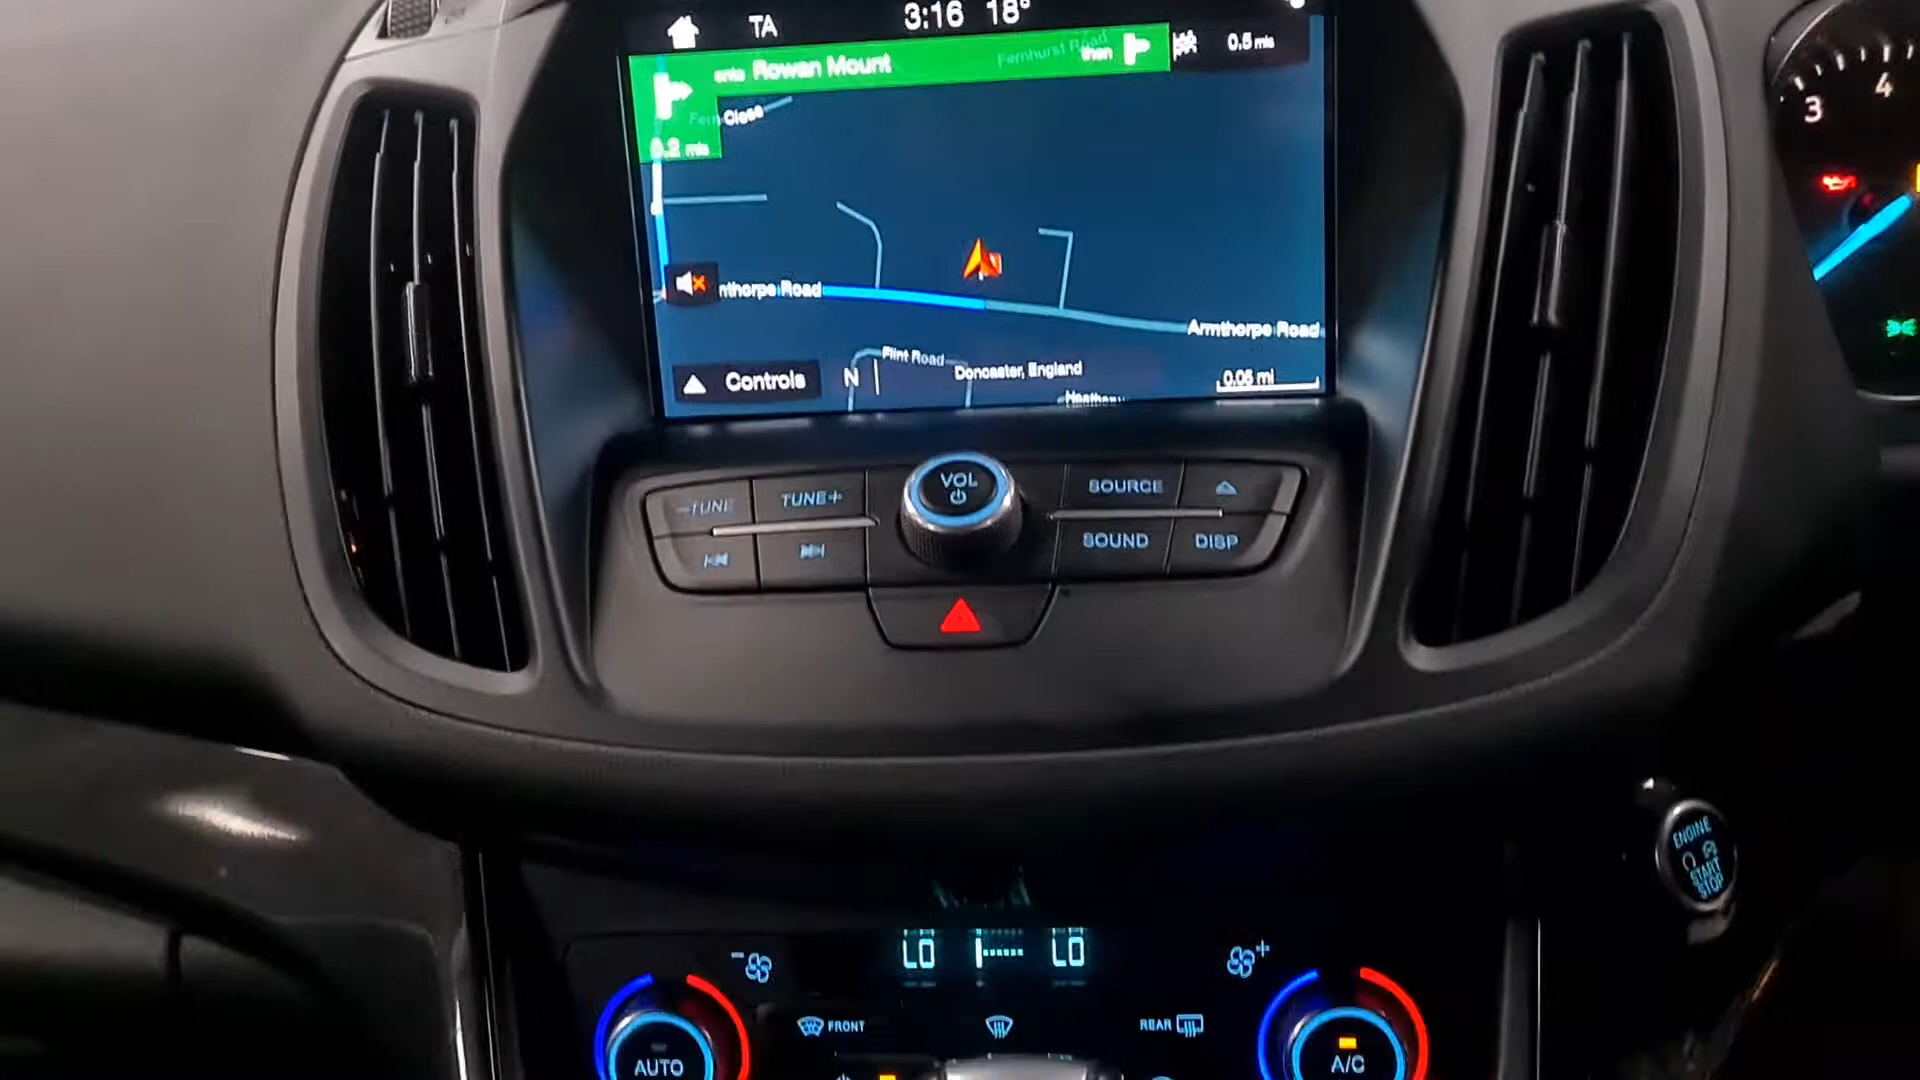 TA 3:16 18°
onto Rowan Mount Fernhurst Road then 0.5 mls
Close
0.2 mls
Armthorpe Road
Controls N Flint Road Doncaster, England 0.05 mi
-TUNE TUNE+ VOL SOURCE
SOUND DISP
3 4
ENGINE
START
STOP
LO LO
- +
FRONT REAR
AUTO A/C